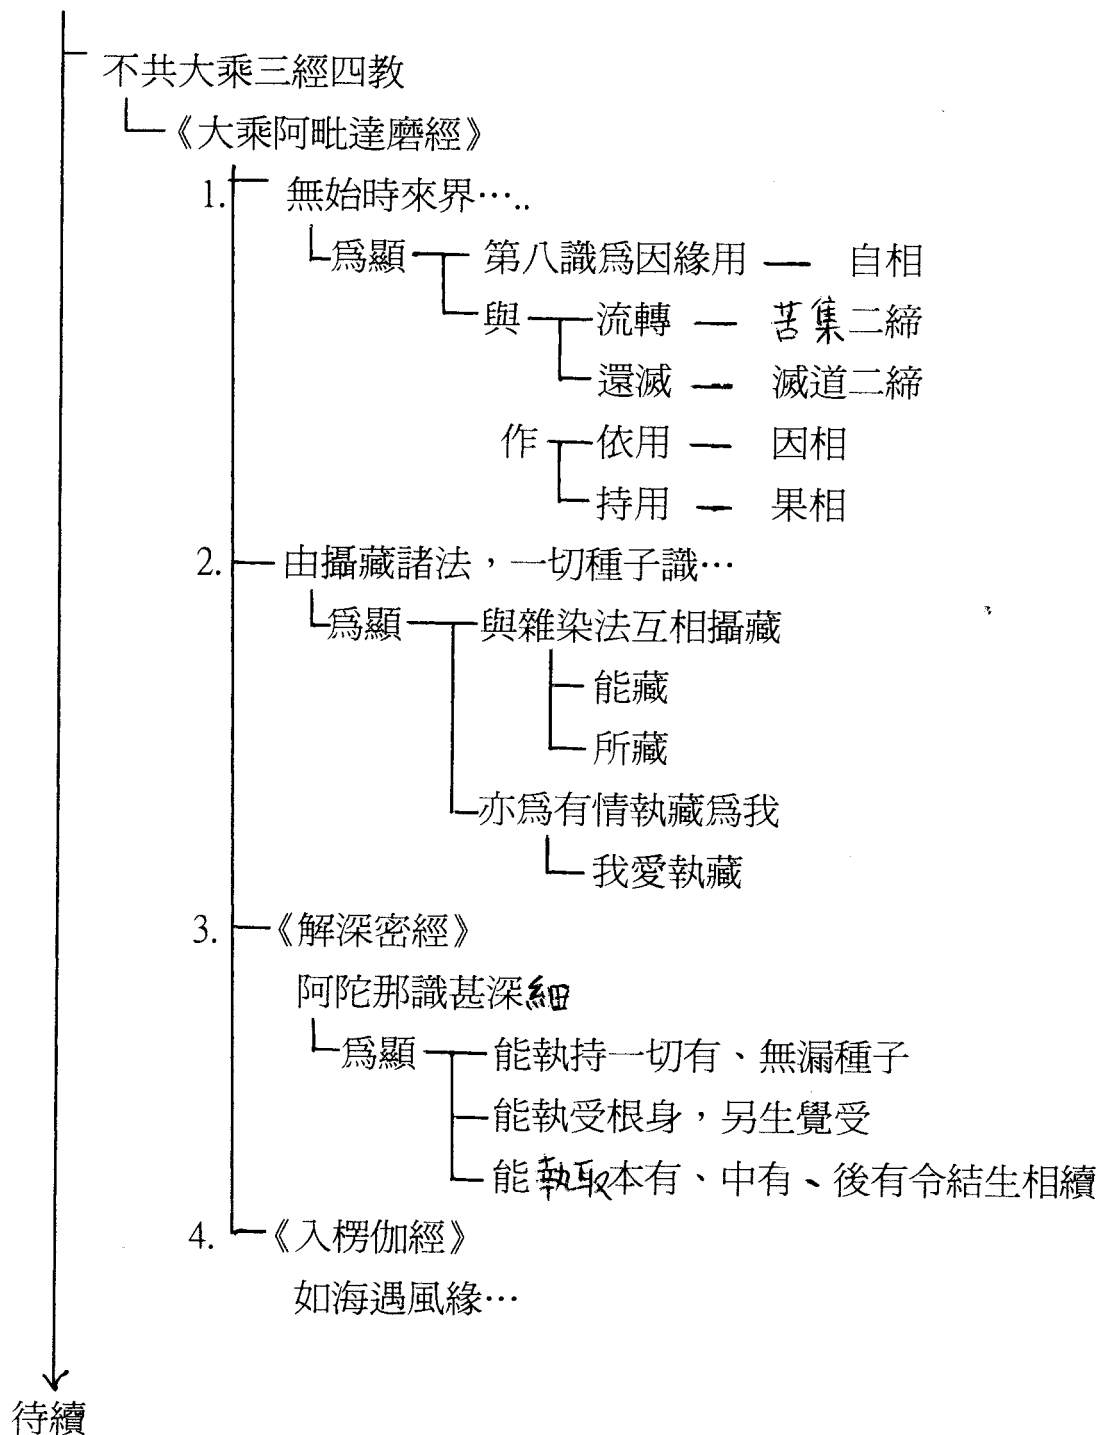 不共大乘三經四教
《大乘阿毗達磨經》
1. 無始時來界…..
為顯 第八識為因緣用 — 自相
與 流轉 — 苦集二締
還滅 — 滅道二締
作 依用 — 因相
持用 — 果相
2. 由攝藏諸法，一切種子識…
為顯 與雜染法互相攝藏
能藏
所藏
亦為有情執藏為我
我愛執藏
3. 《解深密經》
阿陀那識甚深細
為顯 能執持一切有、無漏種子
能執受根身，另生覺受
能執取本有、中有、後有令結生相續
4. 《入楞伽經》
如海遇風緣…
待續